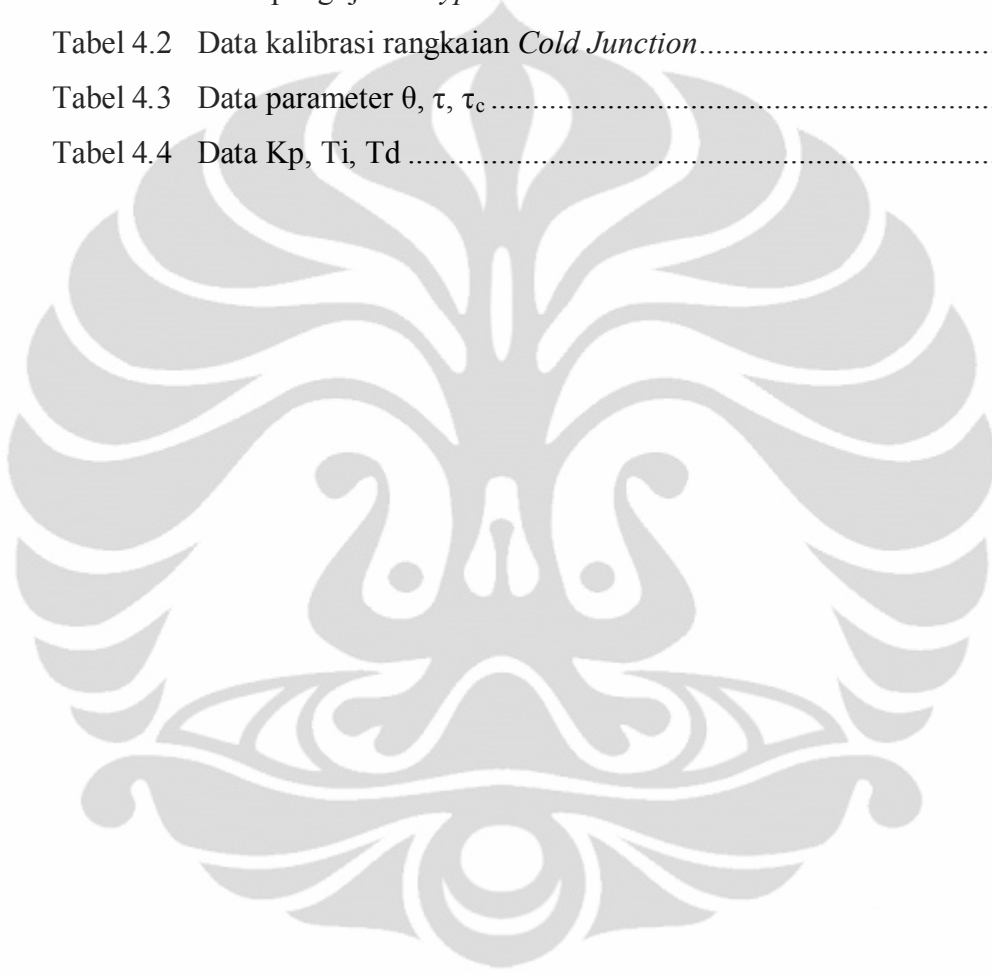 Tabel 4.2 Data kalibrasi rangkaian Cold Junction....................................
Tabel 4.3 Data parameter θ, τ, τc..............................................................
Tabel 4.4 Data Kp, Ti, Td........................................................................